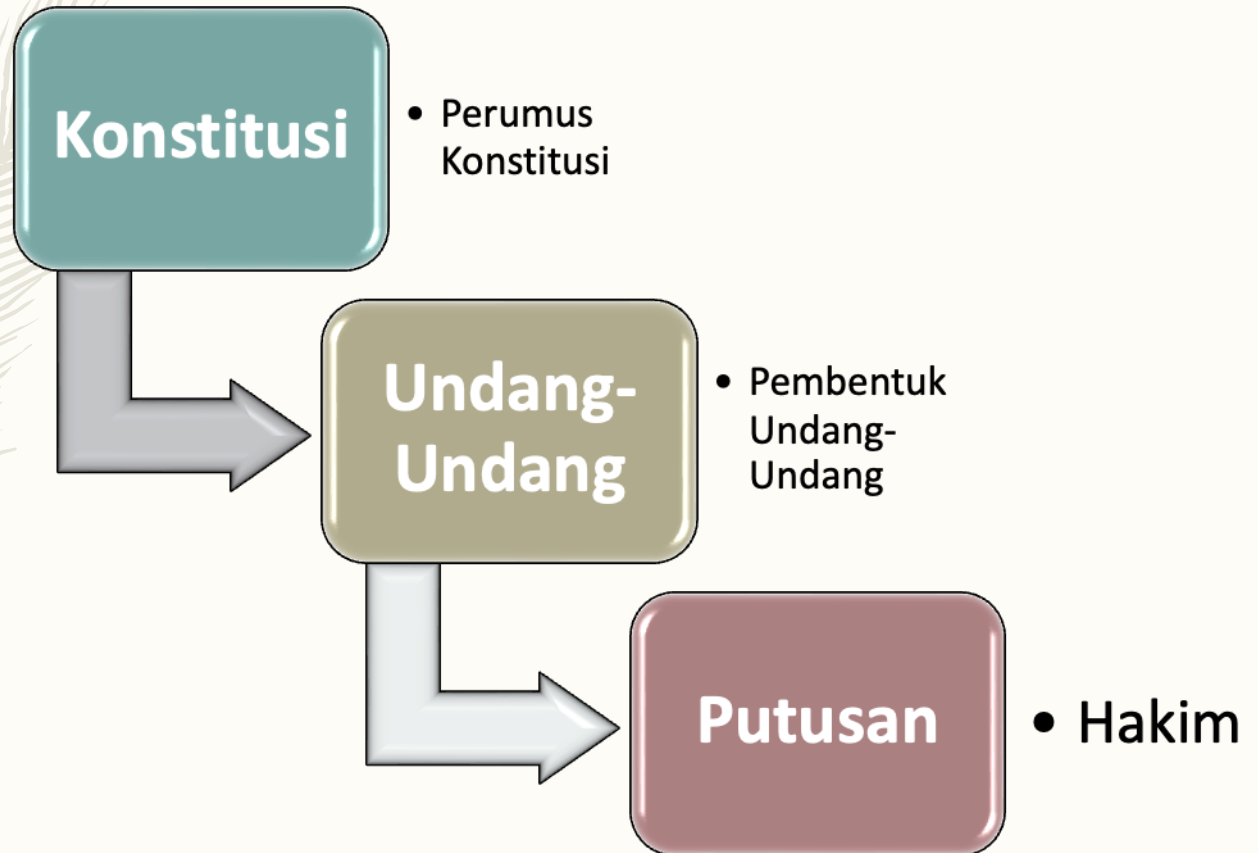 Konstitusi
• Perumus
Konstitusi
Undang-
Undang
• Pembentuk
Undang-
Undang
Putusan
• Hakim